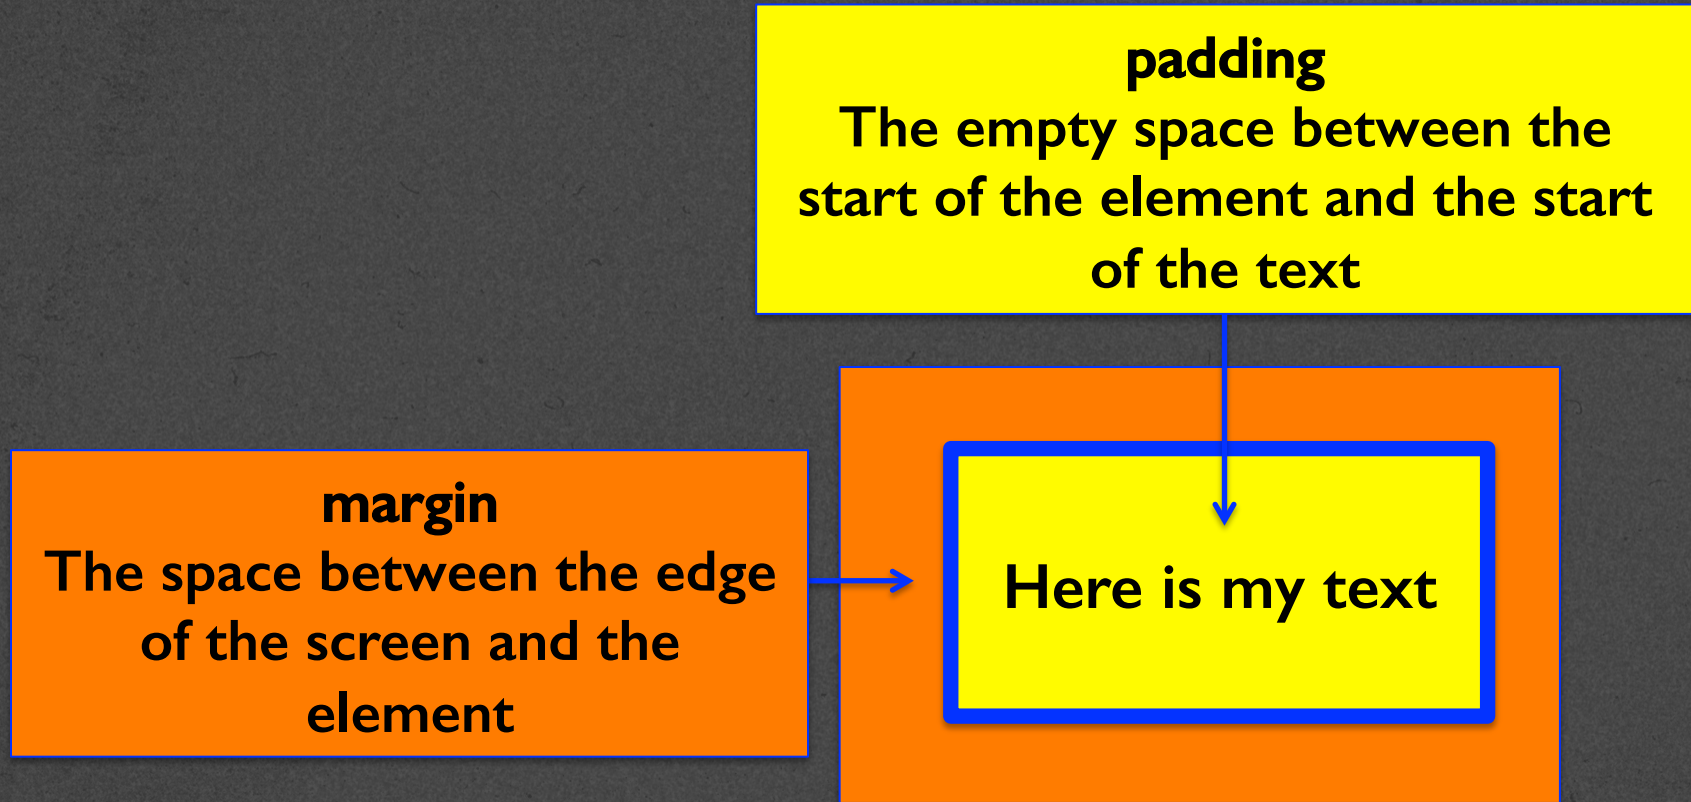 padding
The empty space between the
start of the element and the start
of the text
margin
The space between the edge
of the screen and the
element
Here is my text